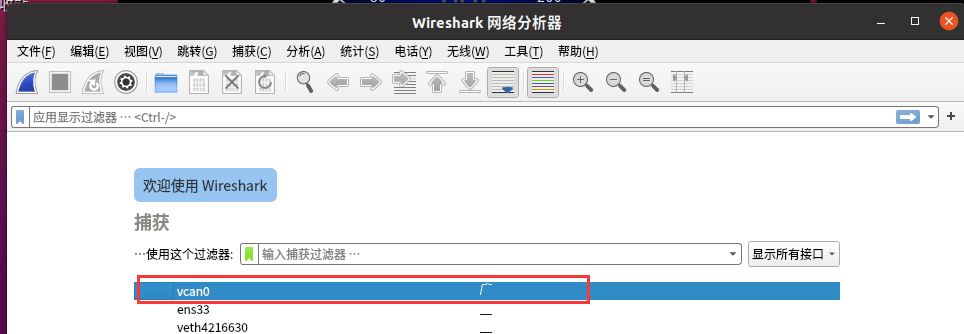 Wireshark 网络分析器
文件(F) 编辑(E) 视图(V) 跳转(G) 捕获(C) 分析(A) 统计(S) 电话(Y) 无线(W) 工具(T) 帮助(H)
应用显示过滤器 … <Ctrl-/>
欢迎使用 Wireshark
捕获
…使用这个过滤器: 输入捕获过滤器 … 显示所有接口
vcan0
ens33
veth4216630